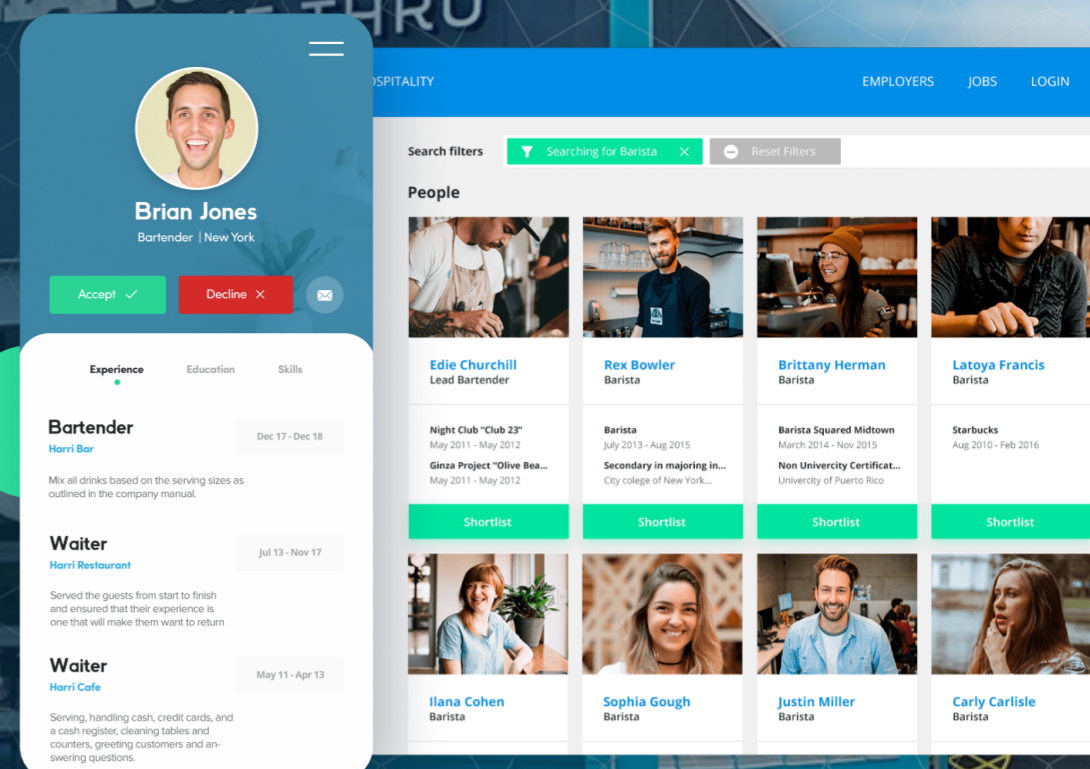 THRU
Brian Jones
Bartender | New York
Accept
Decline
Experience Education Skills
Bartender
Harri Bar
Dec 17 - Dec 18
Mix all drinks based on the serving sizes as
outlined in the company manual.
Waiter
Harri Restaurant
Jul 13 - Nov 17
Served the guests from start to finish
and ensured that their experience is
one that will make them want to return
Waiter
Harri Cafe
May 11 - Apr 13
Serving, handling cash, credit cards, and
a cash register, cleaning tables and
counters, greeting customers and an-
swering questions.
OSPITALITY
EMPLOYERS JOBS LOGIN
Search filters
Searching for Barista
Reset Filters
People
Edie Churchill
Lead Bartender
Night Club “Club 23”
May 2011 - May 2012
Ginza Project “Olive Bea...
May 2011 - May 2012
Shortlist
Rex Bowler
Barista
Barista
July 2013 - Aug 2015
Secondary in majoring in...
City colege of New York...
Shortlist
Brittany Herman
Barista
Barista Squared Midtown
March 2014 - Nov 2015
Non Univercity Certificat...
Univercity of Puerto Rico
Shortlist
Latoya Francis
Barista
Starbucks
Aug 2010 - Feb 2016
Shortlist
Ilana Cohen
Barista
Sophia Gough
Barista
Justin Miller
Barista
Carly Carlisle
Barista